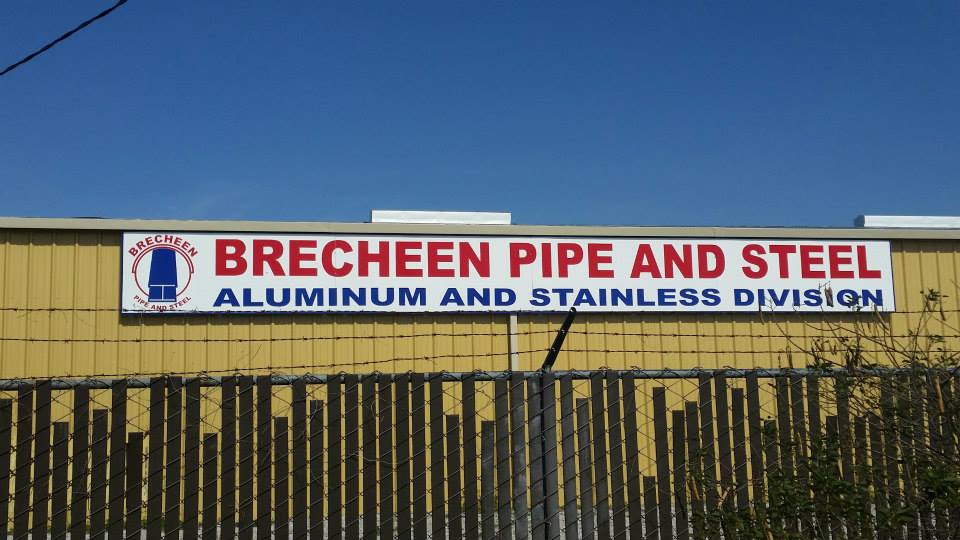 BRECHEEN
PIPE AND STEEL
BRECHEEN PIPE AND STEEL
ALUMINUM AND STAINLESS DIVISION